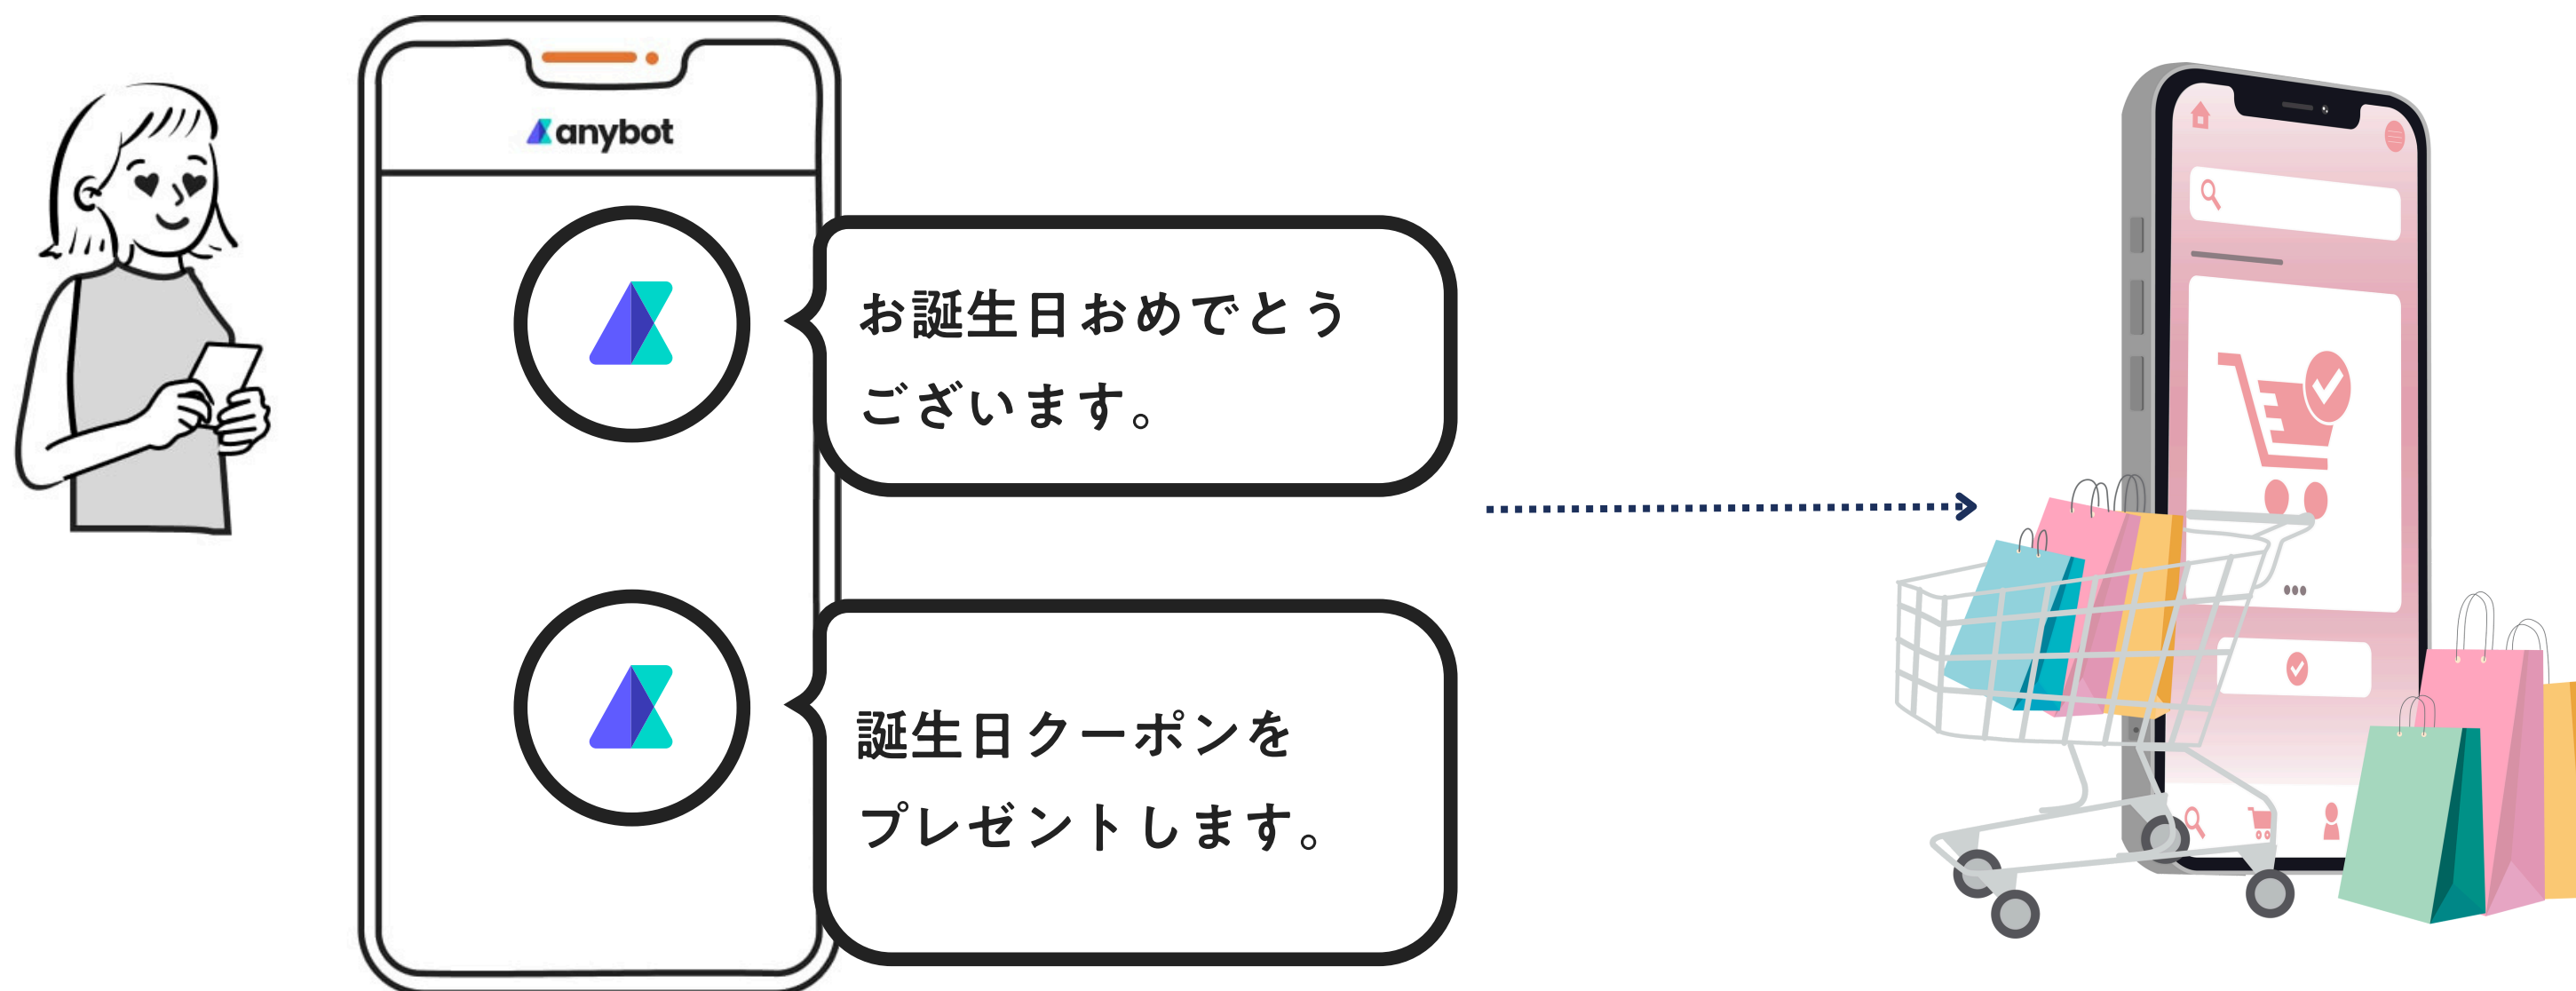 anybot
お誕生日おめでとう
ございます。
誕生日クーポンを
プレゼントします。